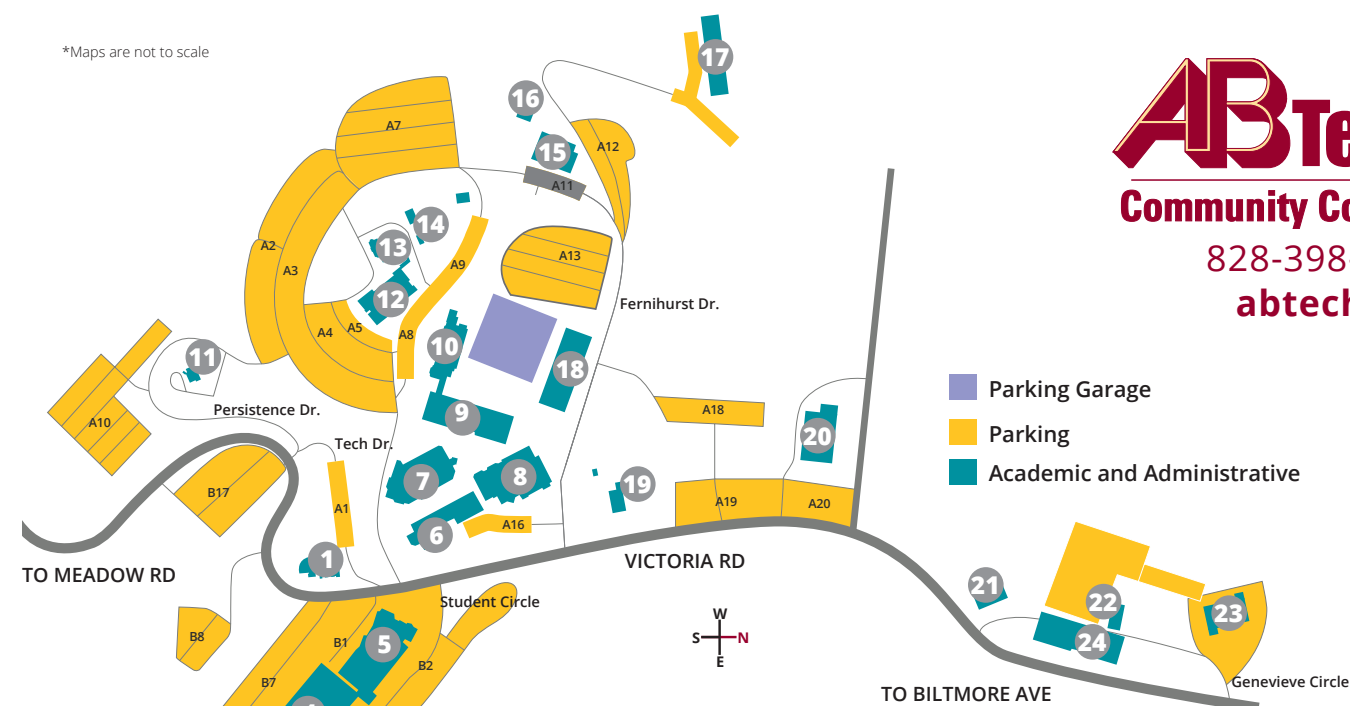 *Maps are not to scale
17
16
A7
A12
15
A11
14
13
A2
A3
A9
A13
12
A4
A5
A8
Fernihurst Dr.
10
11
18
Persistence Dr.
A10
A18
9
Tech Dr.
20
7
8
B17
19
A1
A16
A19
A20
6
1
TO MEADOW RD
VICTORIA RD
Student Circle
B8
B1
5
B2
B7
W
S
N
E
21
22
23
24
TO BILTMORE AVE
Genevieve Circle
AB Te
Community Co
828-398-
abtech
Parking Garage
Parking
Academic and Administrative